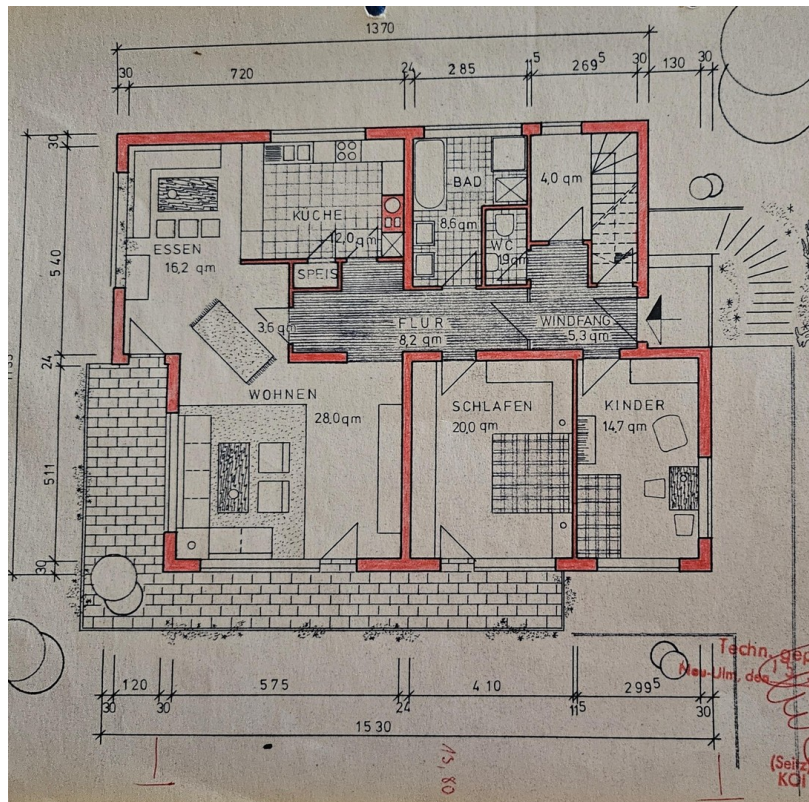 1370
30 720 24 285 11⁵ 269⁵ 30 130 30
30
540
24
511
30
KÜCHE
12,0 qm
ESSEN
16,2 qm
SPEIS
BAD
8,6 qm
WC
1,9 qm
4,0 qm
3,6 qm
FLUR
8,2 qm
WINDFANG
5,3 qm
WOHNEN
28,0 qm
SCHLAFEN
20,0 qm
KINDER
14,7 qm
30 120 30 575 24 410 11⁵ 299⁵ 30
1530
15,80
Techn. gep
Neu-Ulm, den
(Seitz)